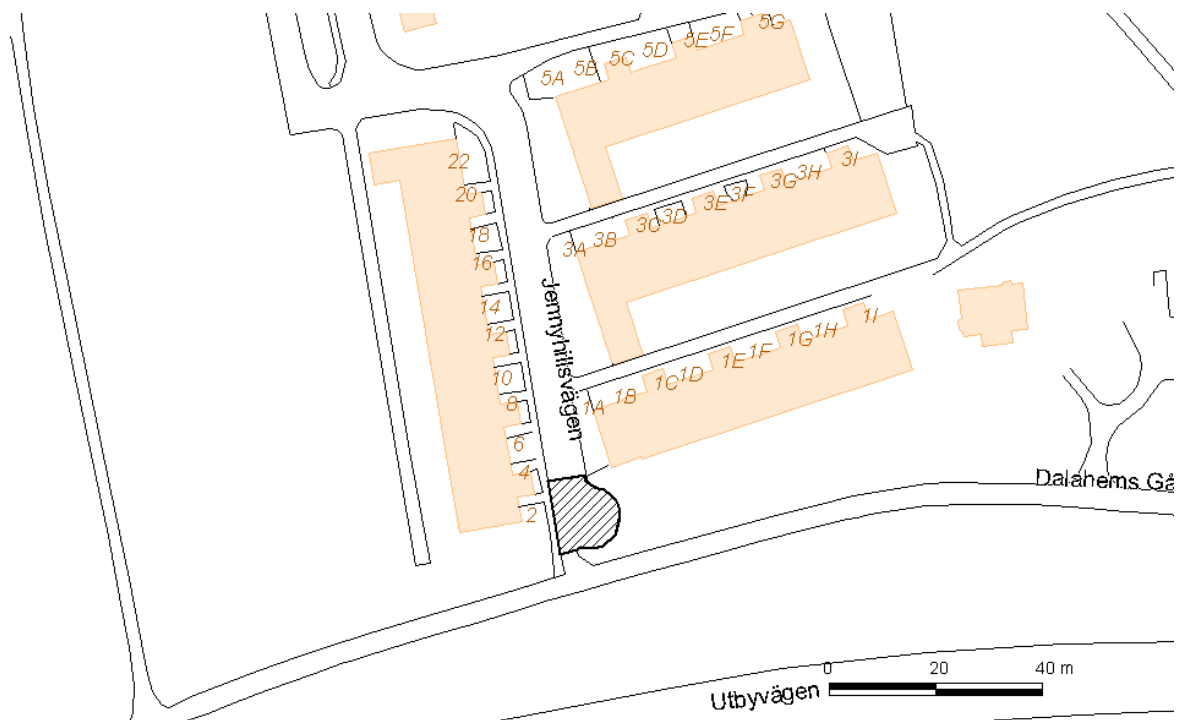 5A 5B 5C 5D 5E 5F 5G
22
20
18
16
14
12
10
8
6
4
2
3A 3B 3C 3D 3E 3F 3G 3H 3I
Jennyhillsvägen
1A 1B 1C 1D 1E 1F 1G 1H 1I
Dalahems Gå
0 20 40 m
Utbyvägen